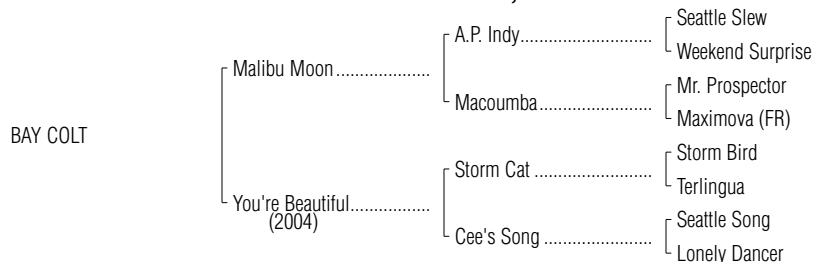 Seattle Slew
A.P. Indy........................................
Weekend Surprise
Malibu Moon....................
Mr. Prospector
Macoumba..................................
Maximova (FR)
BAY COLT
Storm Bird
Storm Cat ....................................
Terlingua
You're Beautiful.................
(2004)
Seattle Song
Cee's Song .................................
Lonely Dancer